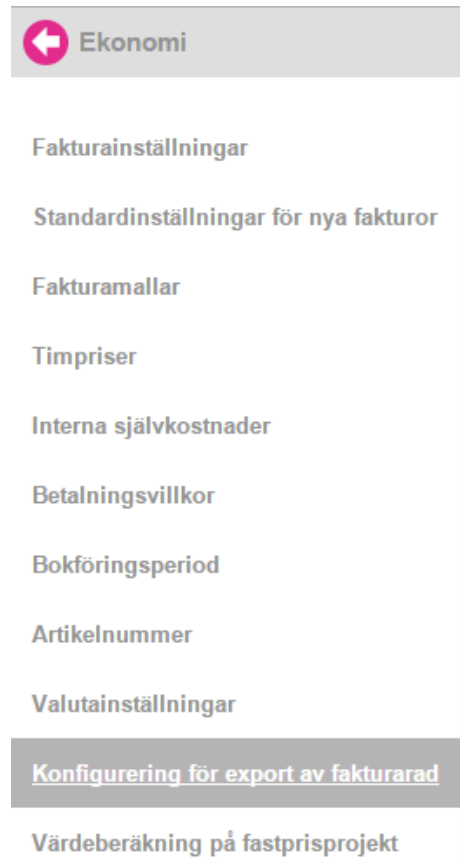 Ekonomi
Fakturainställningar
Standardinställningar för nya fakturor
Fakturamallar
Timpriser
Interna självkostnader
Betalningsvillkor
Bokföringsperiod
Artikelnummer
Valutainställningar
Konfigurering för export av fakturarad
Värdeberäkning på fastprisprojekt